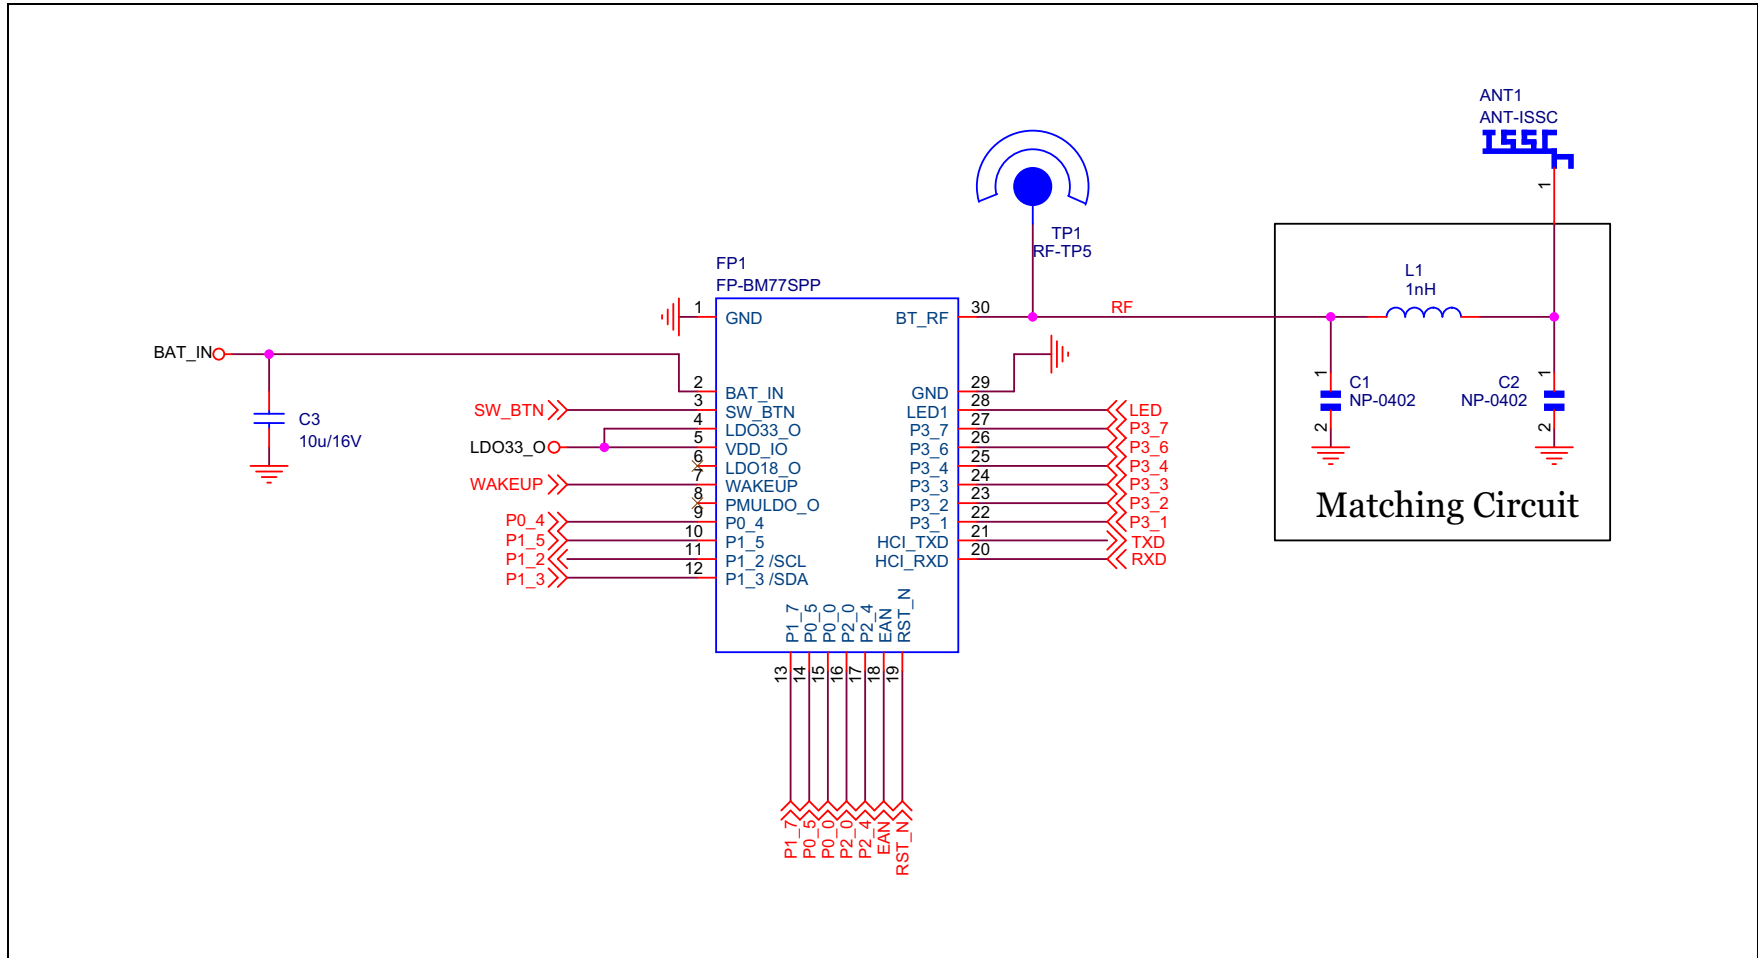 ANT1
ANT-ISSC
TP1
RF-TP5
L1
1nH
FP1
FP-BM77SPP
1
GND
BT_RF
30
RF
1
BAT_IN
C3
10u/16V
2
BAT_IN
GND
29
SW_BTN
3
SW_BTN
LED1
28
LED
4
LDO33_O
P3_7
27
P3_7
LDO33_O
5
VDD_IO
P3_6
26
P3_6
6
LDO18_O
P3_4
25
P3_4
WAKEUP
7
WAKEUP
P3_3
24
P3_3
8
PMULDO_O
P3_2
23
P3_2
P0_4
9
P0_4
P3_1
22
P3_1
P1_5
10
P1_5
HCI_TXD
21
TXD
P1_2
11
P1_2 /SCL
HCI_RXD
20
RXD
P1_3
12
P1_3 /SDA
1
C1
NP-0402
2
1
C2
NP-0402
2
Matching Circuit
P1_7
P0_5
P0_0
P2_0
P2_4
EAN
RST_N
13
14
15
16
17
18
19
P1_7
P0_5
P0_0
P2_0
P2_4
EAN
RST_N